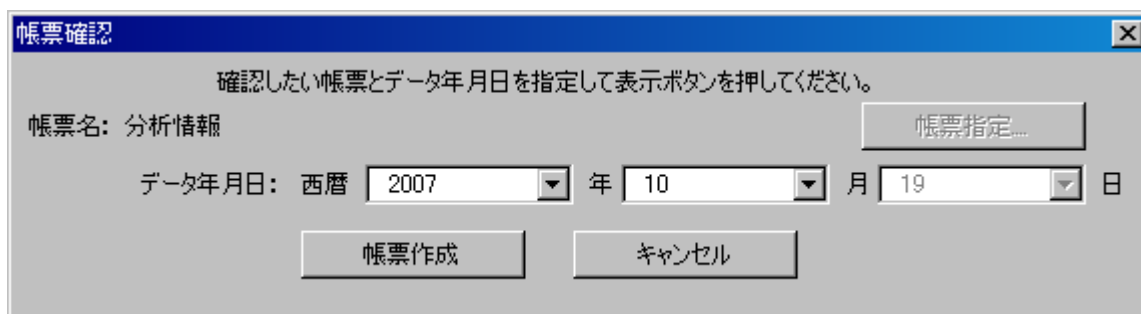 帳票確認
確認したい帳票とデータ年月日を指定して表示ボタンを押してください。
帳票名: 分析情報 帳票指定...
データ年月日: 西暦 2007 年 10 月 19 日
帳票作成 キャンセル